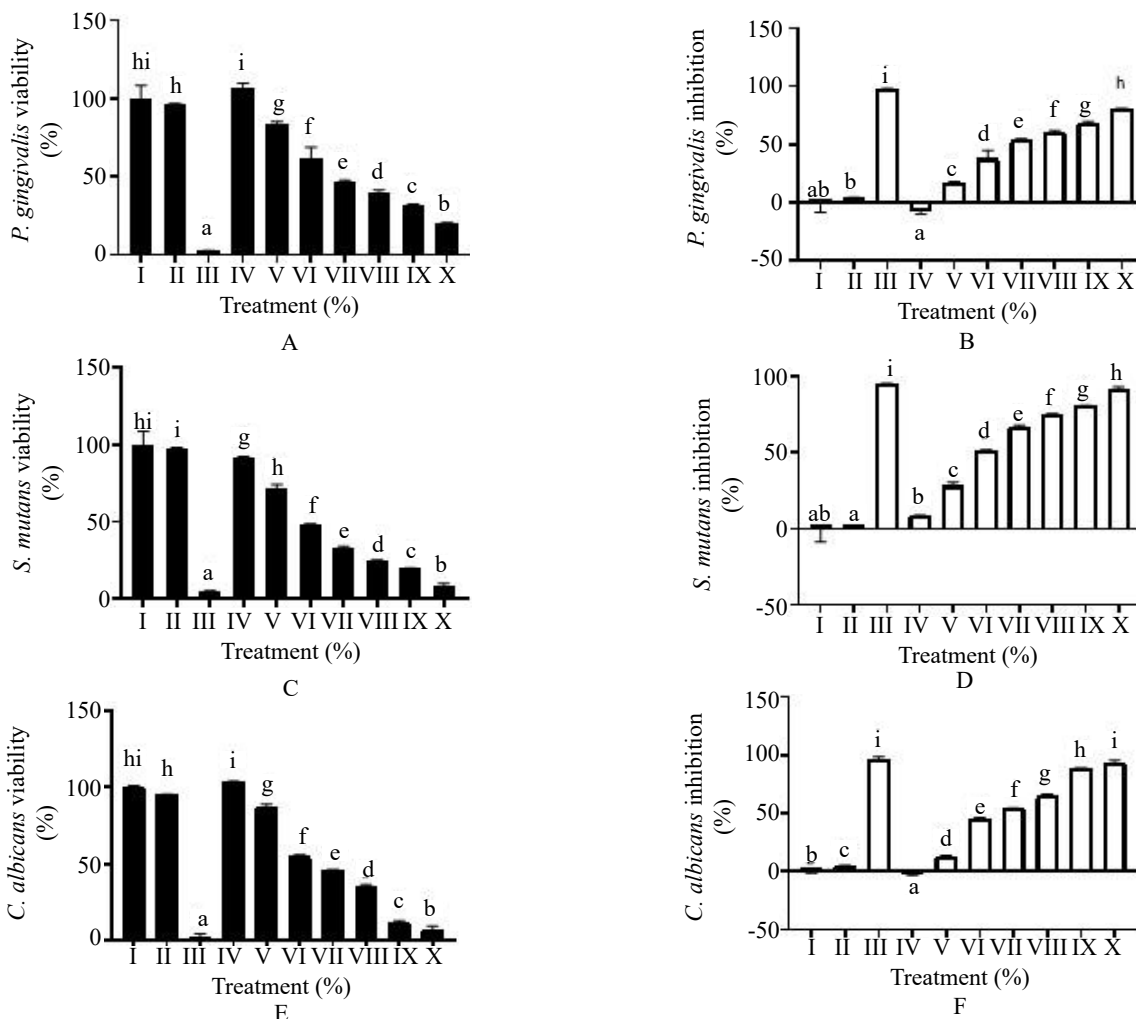 P. gingivalis viability
(%)
150
100
50
0
hi
h
a
i
g
f
e
d
c
b
I II III IV V VI VII VIII IX X
Treatment (%)
A
P. gingivalis inhibition
(%)
150
100
50
0
-50
ab
b
i
a
c
d
e
f
g
h
I II III IV V VI VII VIII IX X
Treatment (%)
B
S. mutans viability
(%)
150
100
50
0
hi
i
a
g
h
f
e
d
c
b
I II III IV V VI VII VIII IX X
Treatment (%)
C
S. mutans inhibition
(%)
100
50
0
-50
ab
a
i
b
c
d
e
f
g
h
I II III IV V VI VII VIII IX X
Treatment (%)
D
C. albicans viability
(%)
150
100
50
0
hi
h
a
i
g
f
e
d
c
b
I II III IV V VI VII VIII IX X
Treatment (%)
E
C. albicans inhibition
(%)
150
100
50
0
-50
b
c
i
a
d
e
f
g
h
i
I II III IV V VI VII VIII IX X
Treatment (%)
F